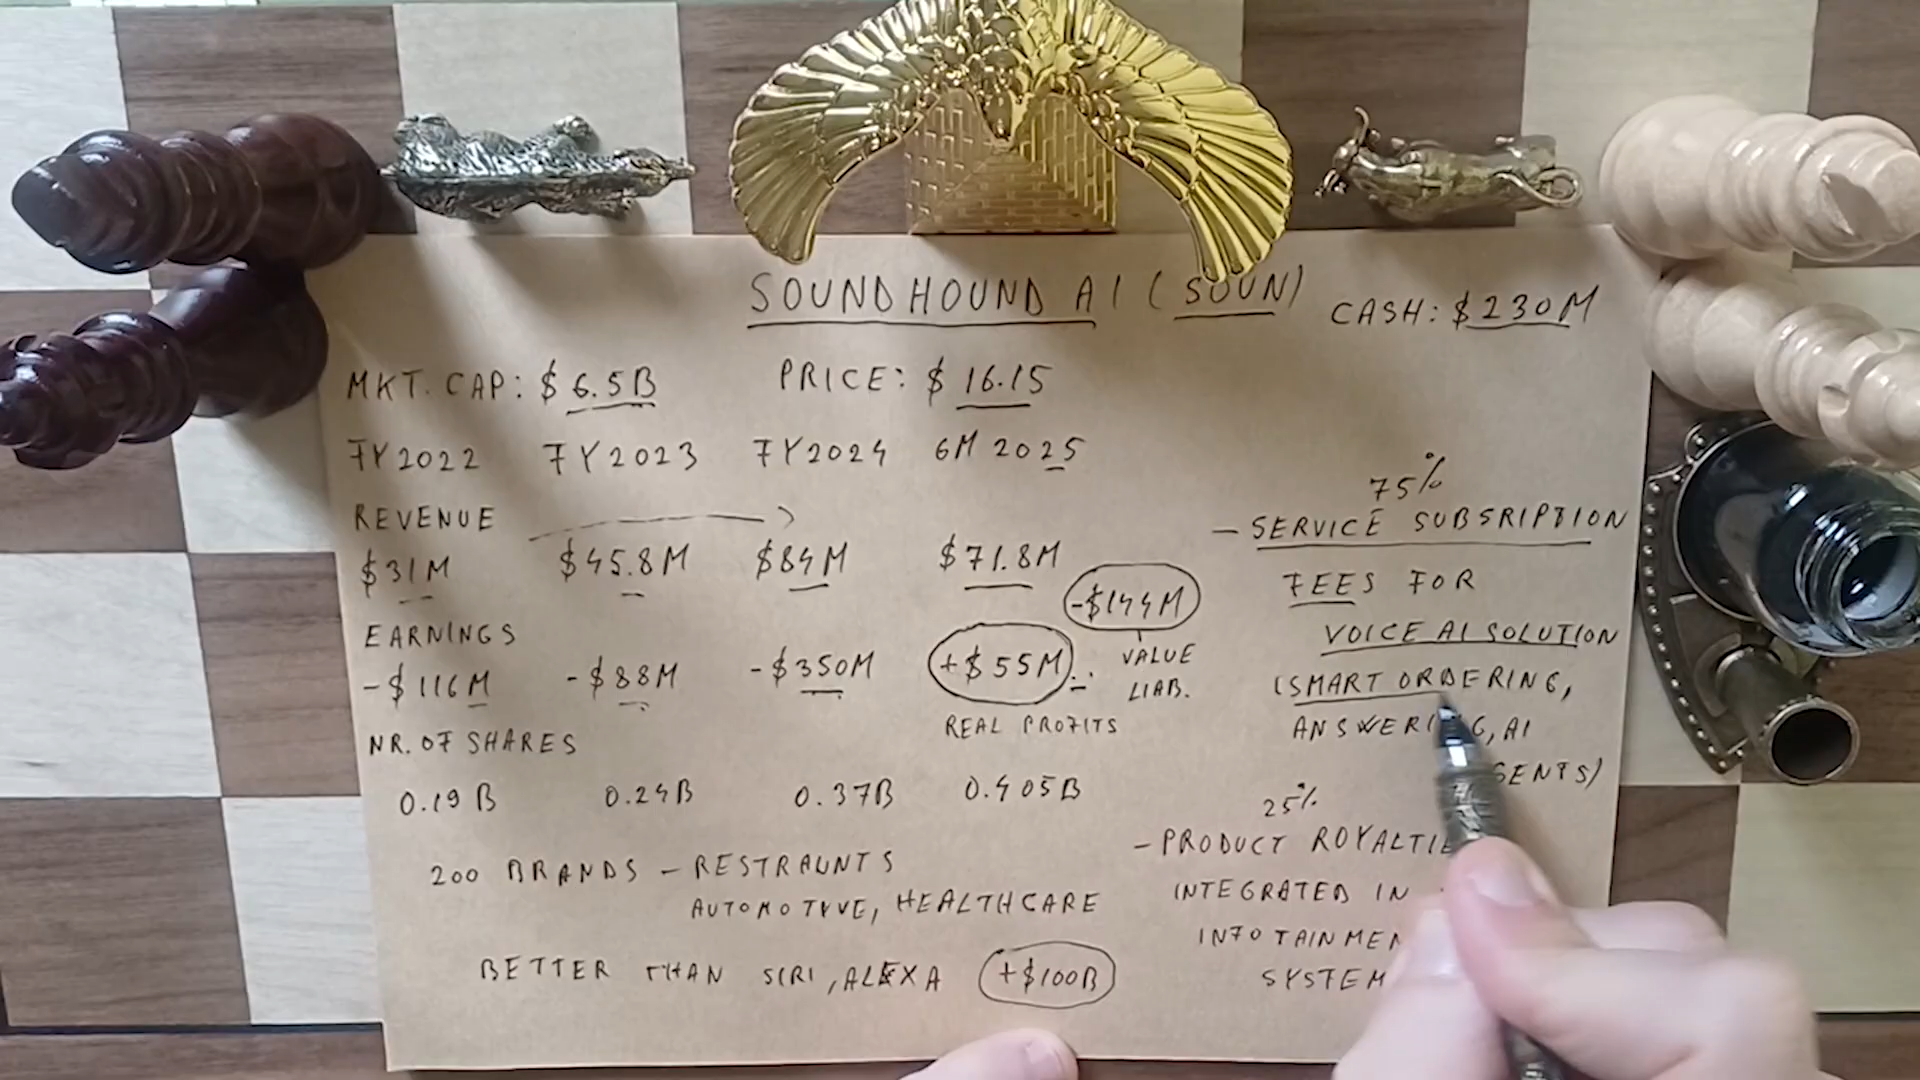 SOUNDHOUND AI (SOUN)
CASH: $230M
MKT. CAP: $6.5B
PRICE: $16.15
FY2022 FY2023 FY2024 6M 2025
REVENUE
$31M $45.8M $84M $71.8M
-$144M
VALUE
LIAB.
EARNINGS
-$116M -$88M -$350M +$55M
REAL PROFITS
NR. OF SHARES
0.19B 0.24B 0.37B 0.405B
200 BRANDS - RESTRAUNTS
AUTOMOTVVE, HEALTHCARE
BETTER THAN SIRI, ALEXA +$100B
75%
- SERVICE SUBSRIPTION
FEES FOR
VOICE AI SOLUTION
(SMART ORDERING,
AI
25%
- PRODUCT
INTEGRATED IN